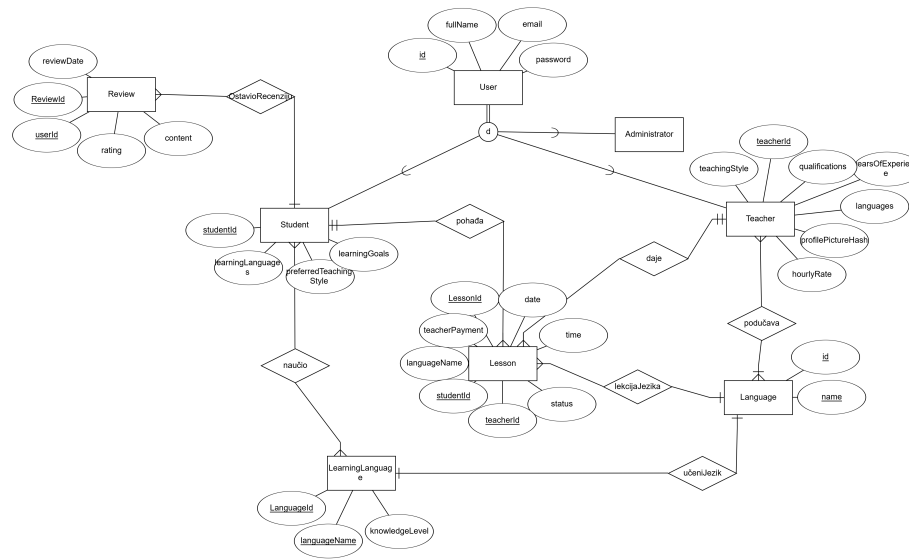 fullName
email
id
password
User
reviewDate
ReviewId
userId
rating
content
Review
OstavioRecenziju
d
Administrator
teacherId
teachingStyle
qualifications
earsOfExperie
e
languages
profilePictureHash
hourlyRate
Teacher
studentId
Student
learningLanguag
s
preferredTeaching
Style
learningGoals
pohađa
daje
podučava
LessonId
date
teacherPayment
time
languageName
studentId
teacherId
status
Lesson
lekcijaJezika
id
name
Language
naučio
LearningLanguag
e
LanguageId
languageName
knowledgeLevel
učeniJezik